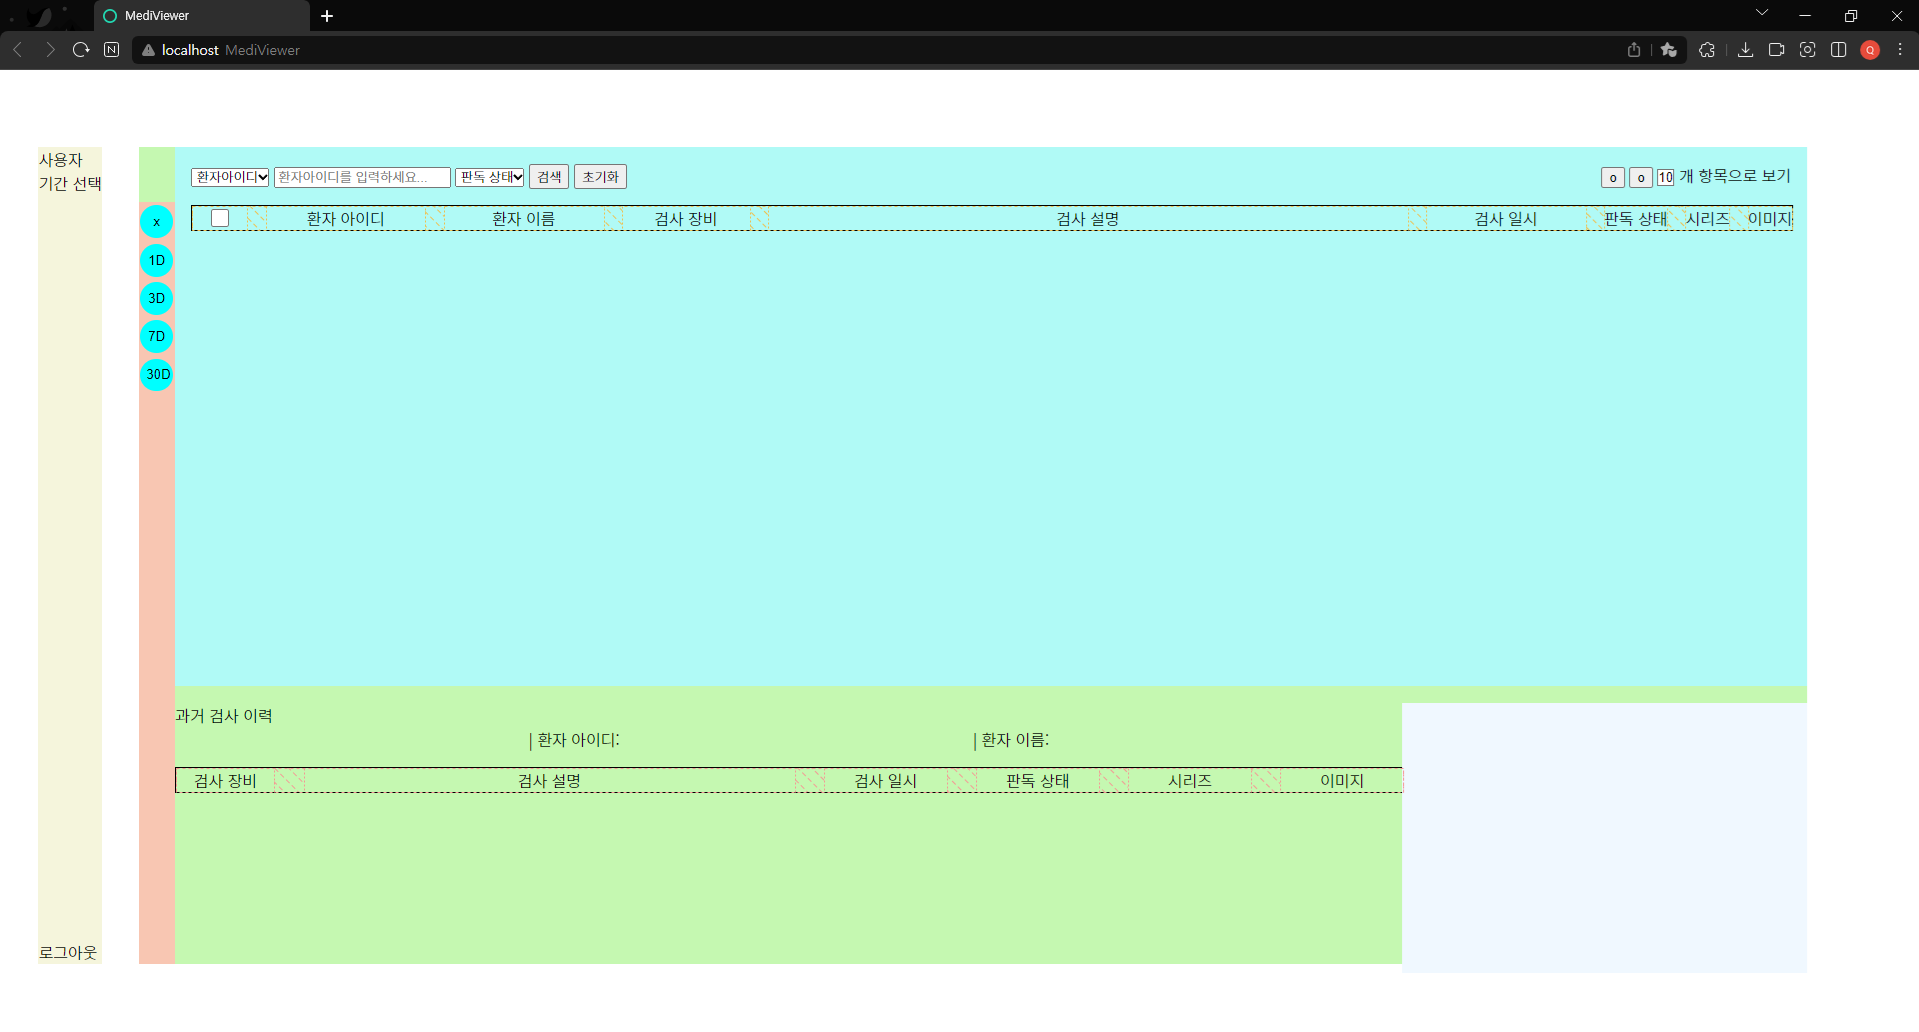 MediViewer
localhost MediViewer
Q
사용자
기간 선택
로그아웃
x
1D
3D
7D
30D
환자아이디 환자아이디를 입력하세요... 판독 상태 검색 초기화 o o 10 개 항목으로 보기
환자 아이디 환자 이름 검사 장비 검사 설명 검사 일시 판독 상태 시리즈 이미지
과거 검사 이력
| 환자 아이디: | 환자 이름:
검사 장비 검사 설명 검사 일시 판독 상태 시리즈 이미지